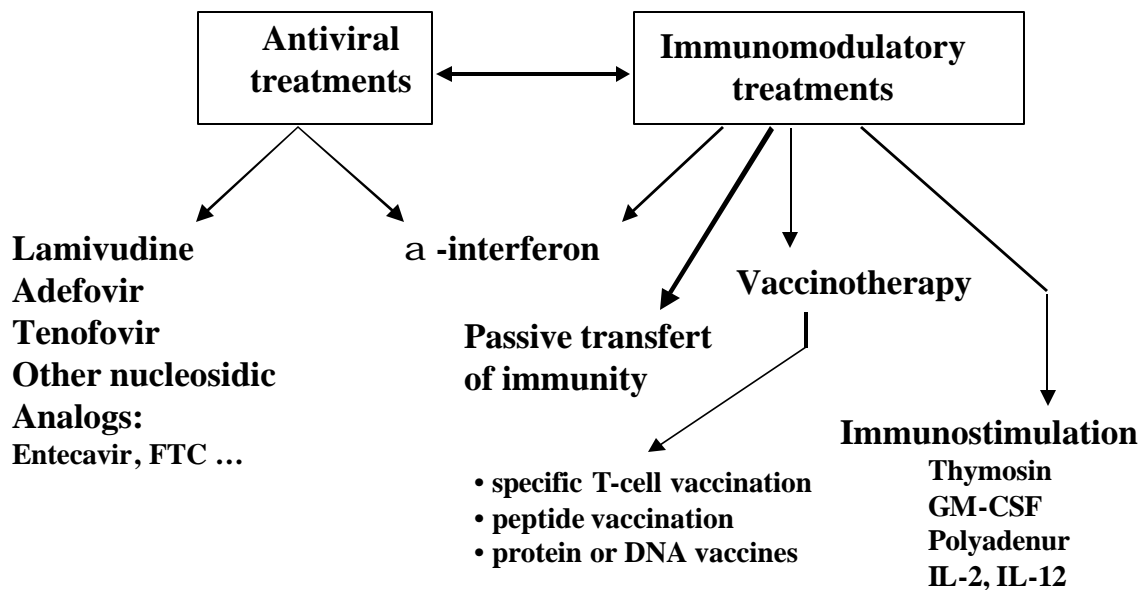 Antiviral
treatments
Immunomodulatory
treatments
Lamivudine
Adefovir
Tenofovir
Other nucleosidic
Analogs:
Entecavir, FTC …
a -interferon
Passive transfert
of immunity
Vaccinotherapy
• specific T-cell vaccination
• peptide vaccination
• protein or DNA vaccines
Immunostimulation
Thymosin
GM-CSF
Polyadenur
IL-2, IL-12